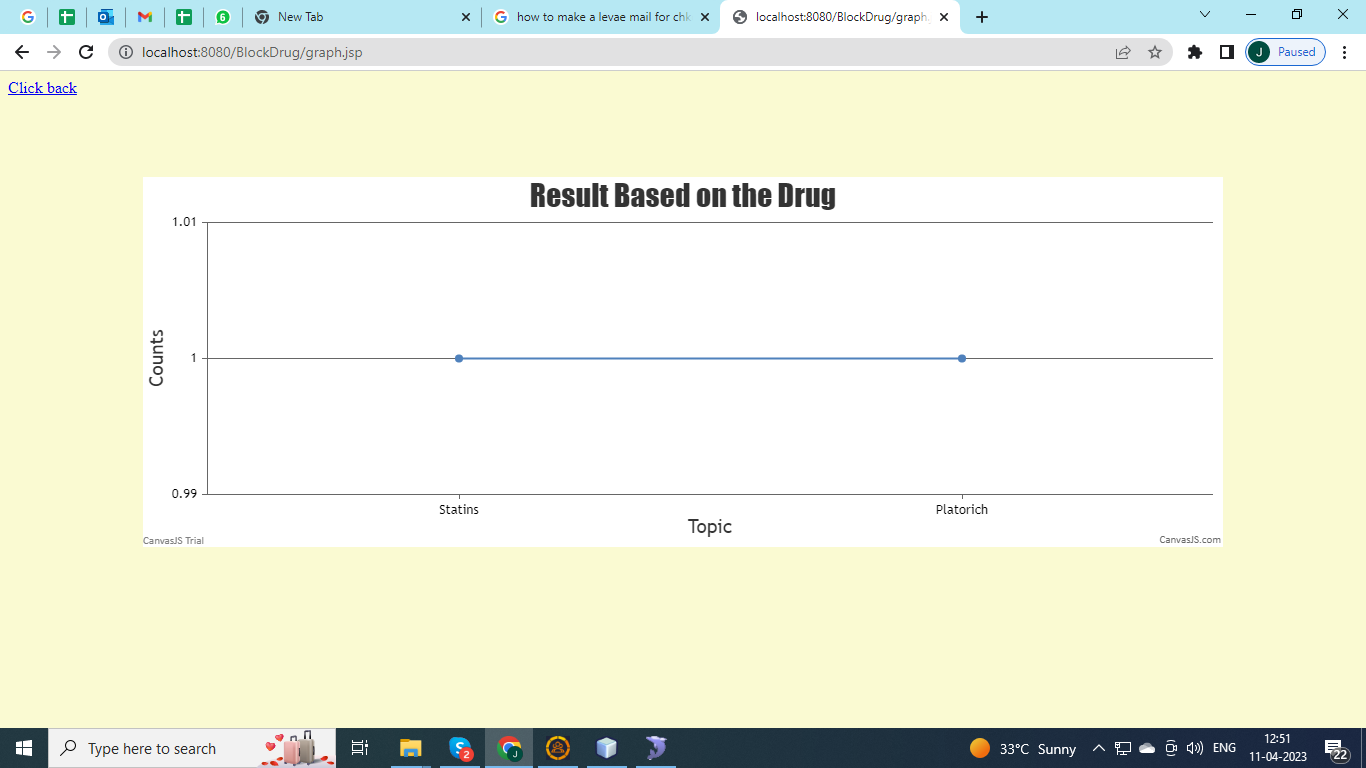 6
New Tab
how to make a levae mail for chk
localhost:8080/BlockDrug/graph.
localhost:8080/BlockDrug/graph.jsp
J
Paused
Click back
Result Based on the Drug
1.01
Counts
1
0.99
Statins
Platorich
Topic
CanvasJS Trial
CanvasJS.com
Type here to search
2
J
33°C Sunny
ENG
12:51
11-04-2023
22